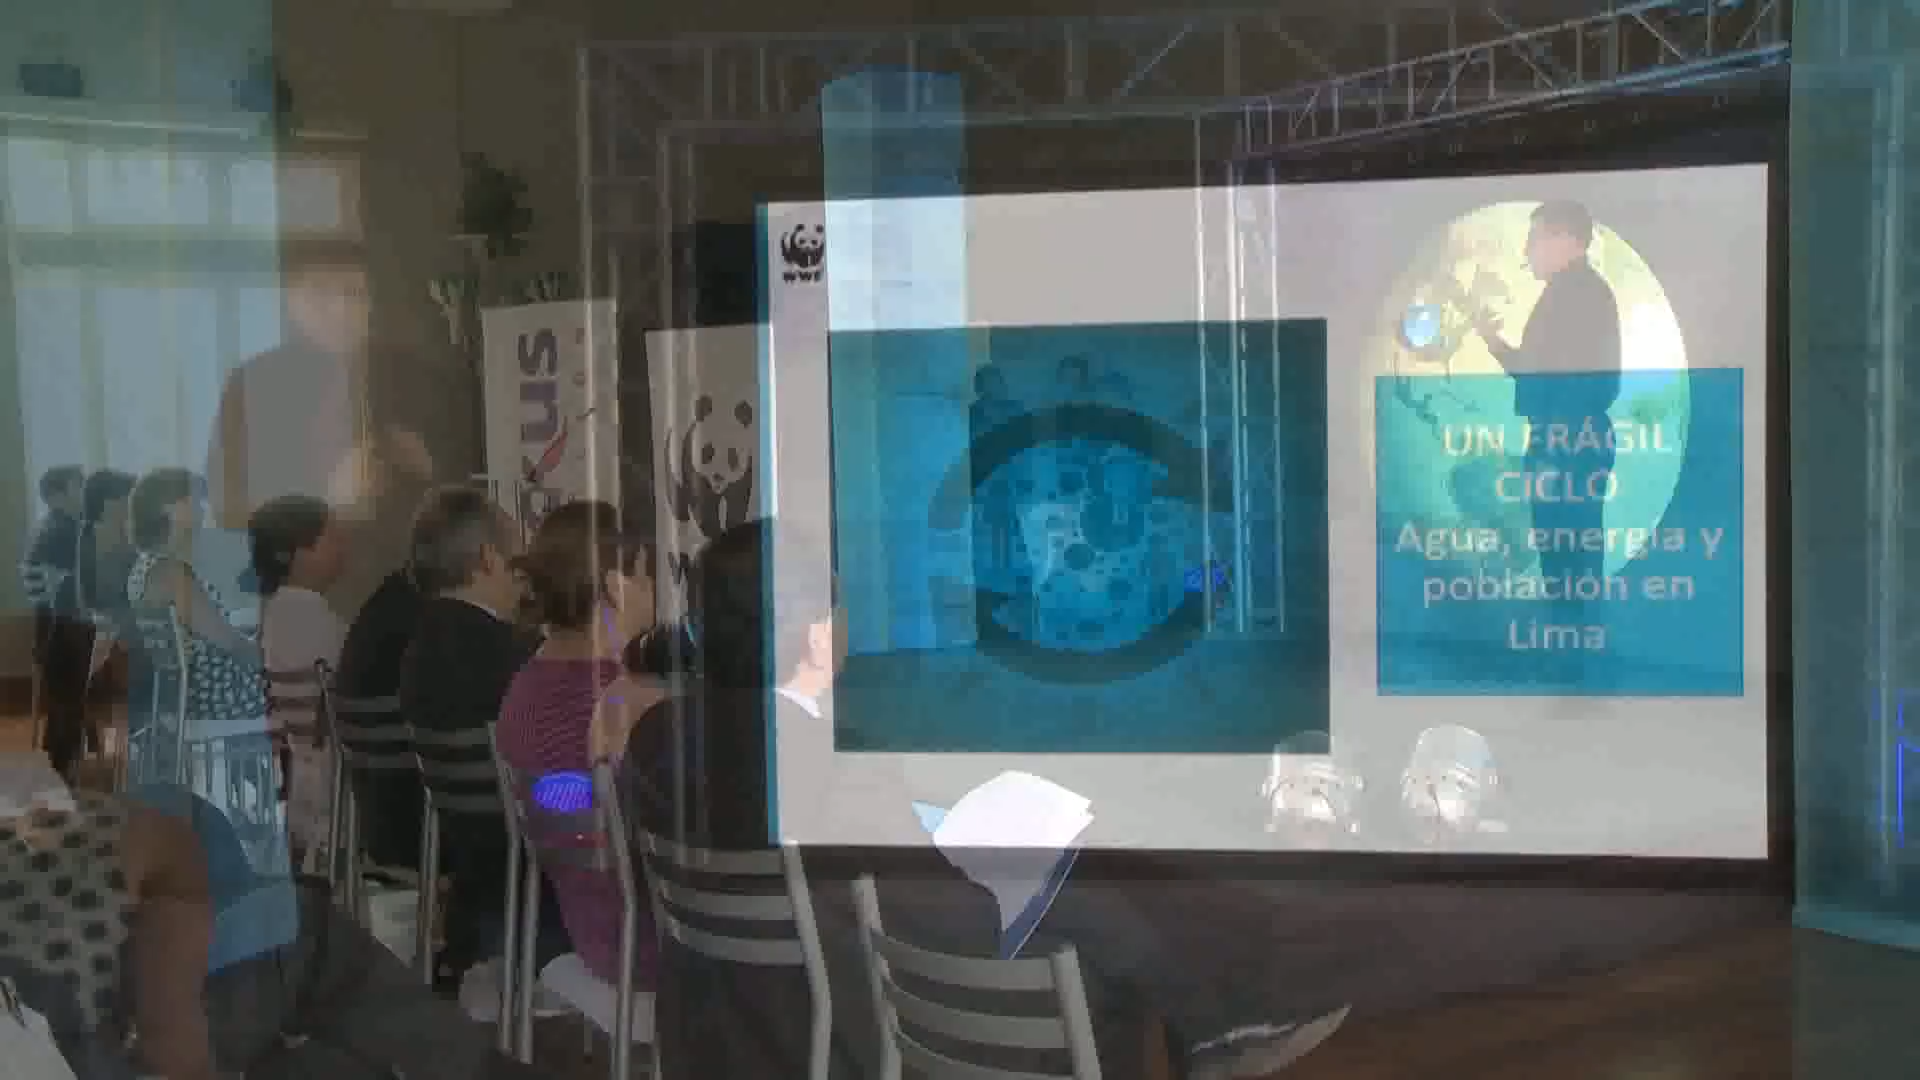 WWF
UN FRÁGIL
CICLO
Agua, energía y
población en
Lima